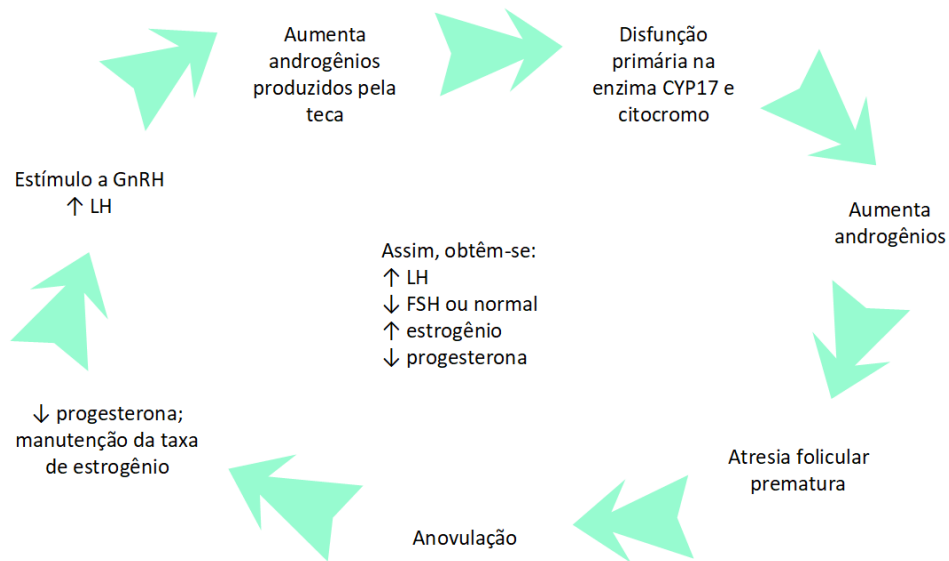 Aumenta
androgênios
produzidos pela
teca
Disfunção
primária na
enzima CYP17 e
citocromo
Aumenta
androgênios
Atresia folicular
prematura
Anovulação
↓ progesterona;
manutenção da taxa
de estrogênio
Estímulo a GnRH
↑ LH
Assim, obtêm-se:
↑ LH
↓ FSH ou normal
↑ estrogênio
↓ progesterona